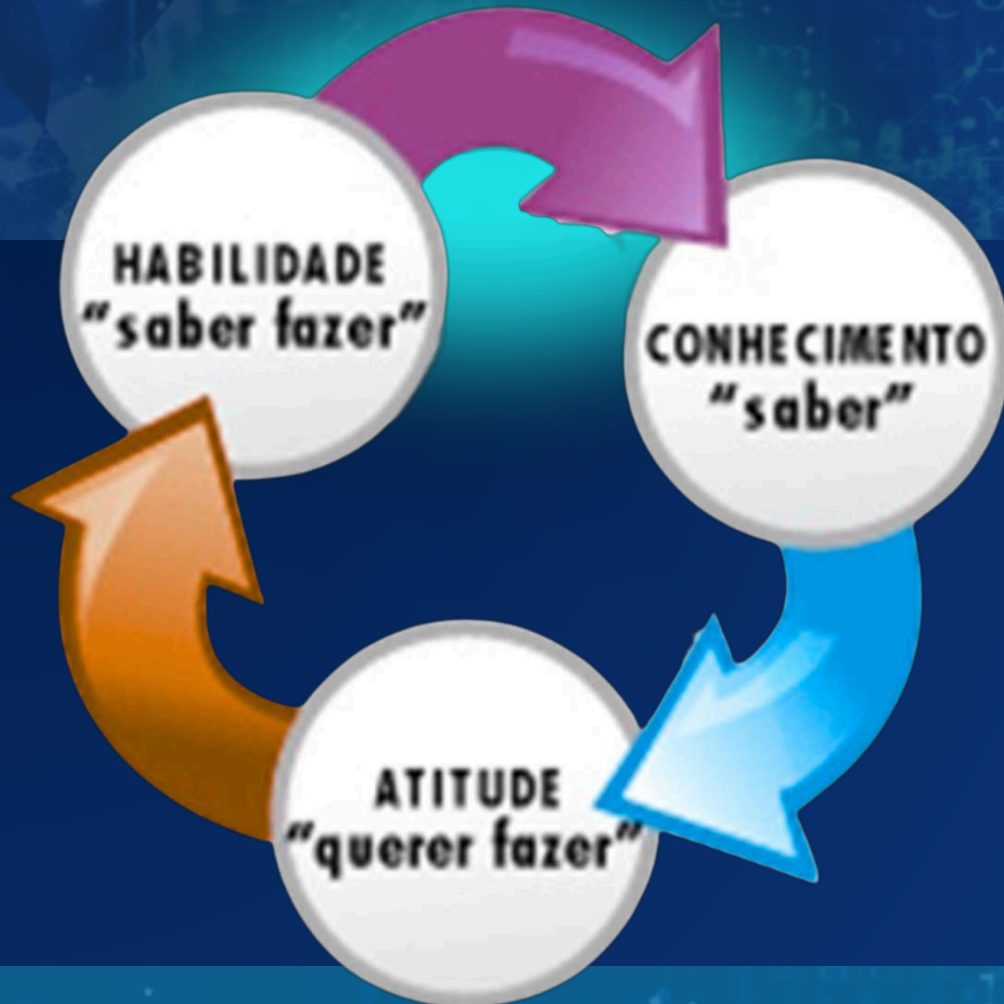 HABILIDADE
“saber fazer”
CONHECIMENTO
“saber”
ATITUDE
“querer fazer”